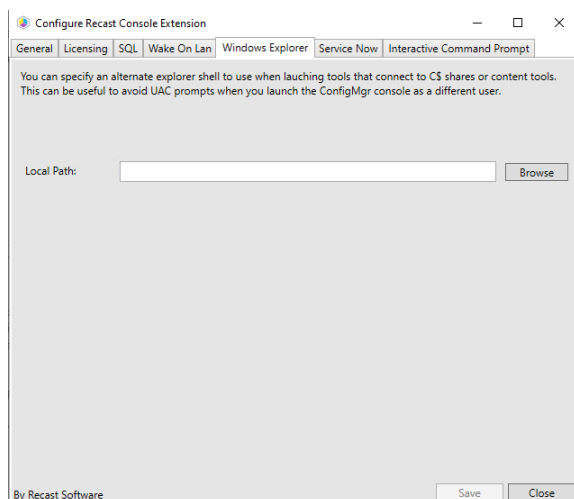 Configure Recast Console Extension
General Licensing SQL Wake On Lan Windows Explorer Service Now Interactive Command Prompt
You can specify an alternate explorer shell to use when lauching tools that connect to C$ shares or content tools.
This can be useful to avoid UAC prompts when you launch the ConfigMgr console as a different user.
Local Path: Browse
By Recast Software Save Close